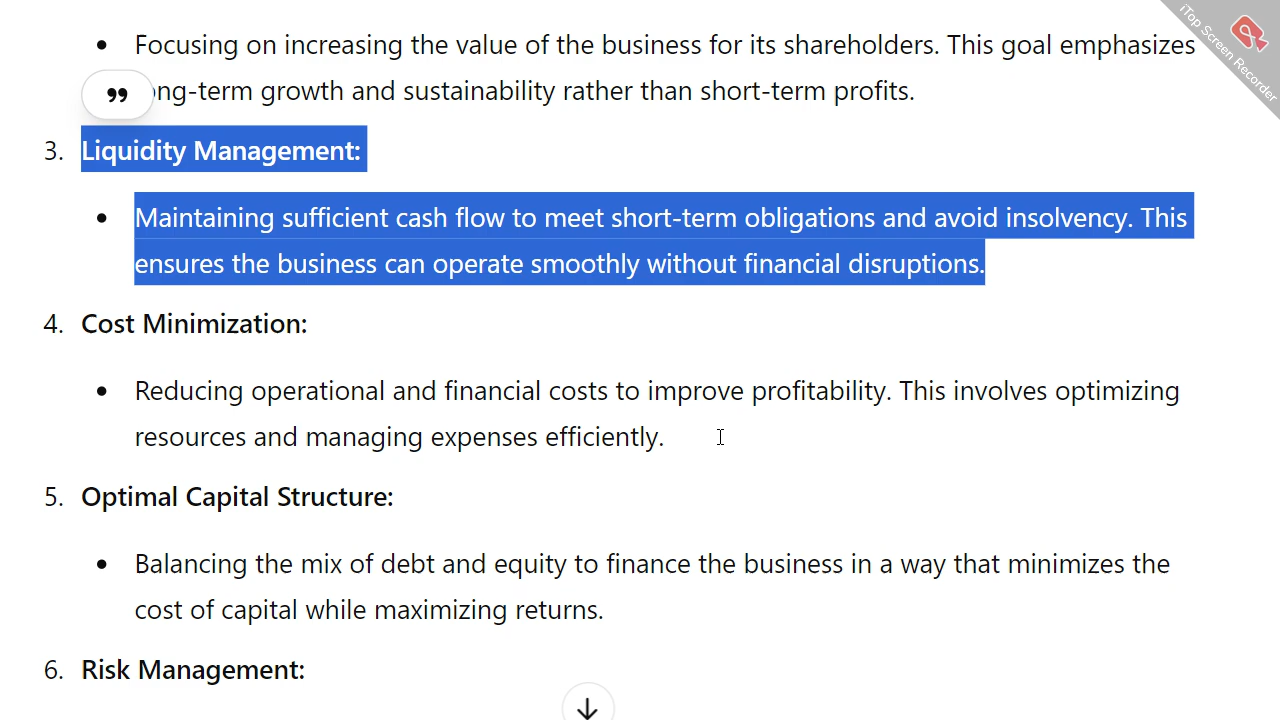 • Focusing on increasing the value of the business for its shareholders. This goal emphasizes
ong-term growth and sustainability rather than short-term profits.
3. Liquidity Management:
• Maintaining sufficient cash flow to meet short-term obligations and avoid insolvency. This
ensures the business can operate smoothly without financial disruptions.
4. Cost Minimization:
• Reducing operational and financial costs to improve profitability. This involves optimizing
resources and managing expenses efficiently.
5. Optimal Capital Structure:
• Balancing the mix of debt and equity to finance the business in a way that minimizes the
cost of capital while maximizing returns.
6. Risk Management:
iTop Screen Recorder